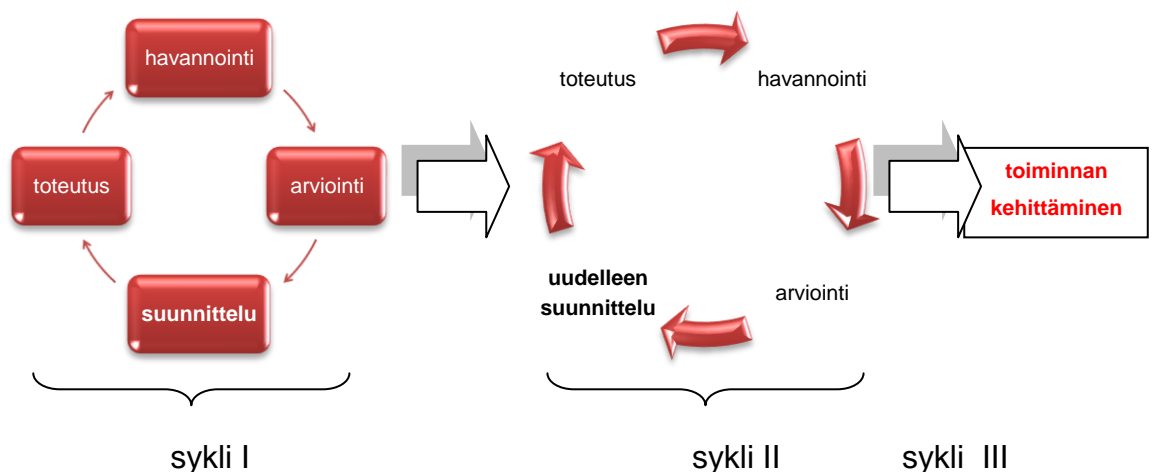 havannointi
toteutus
arviointi
suunnittelu
toteutus
havannointi
uudelleen
suunnittelu
arviointi
toiminnan
kehittäminen
sykli I
sykli II
sykli III